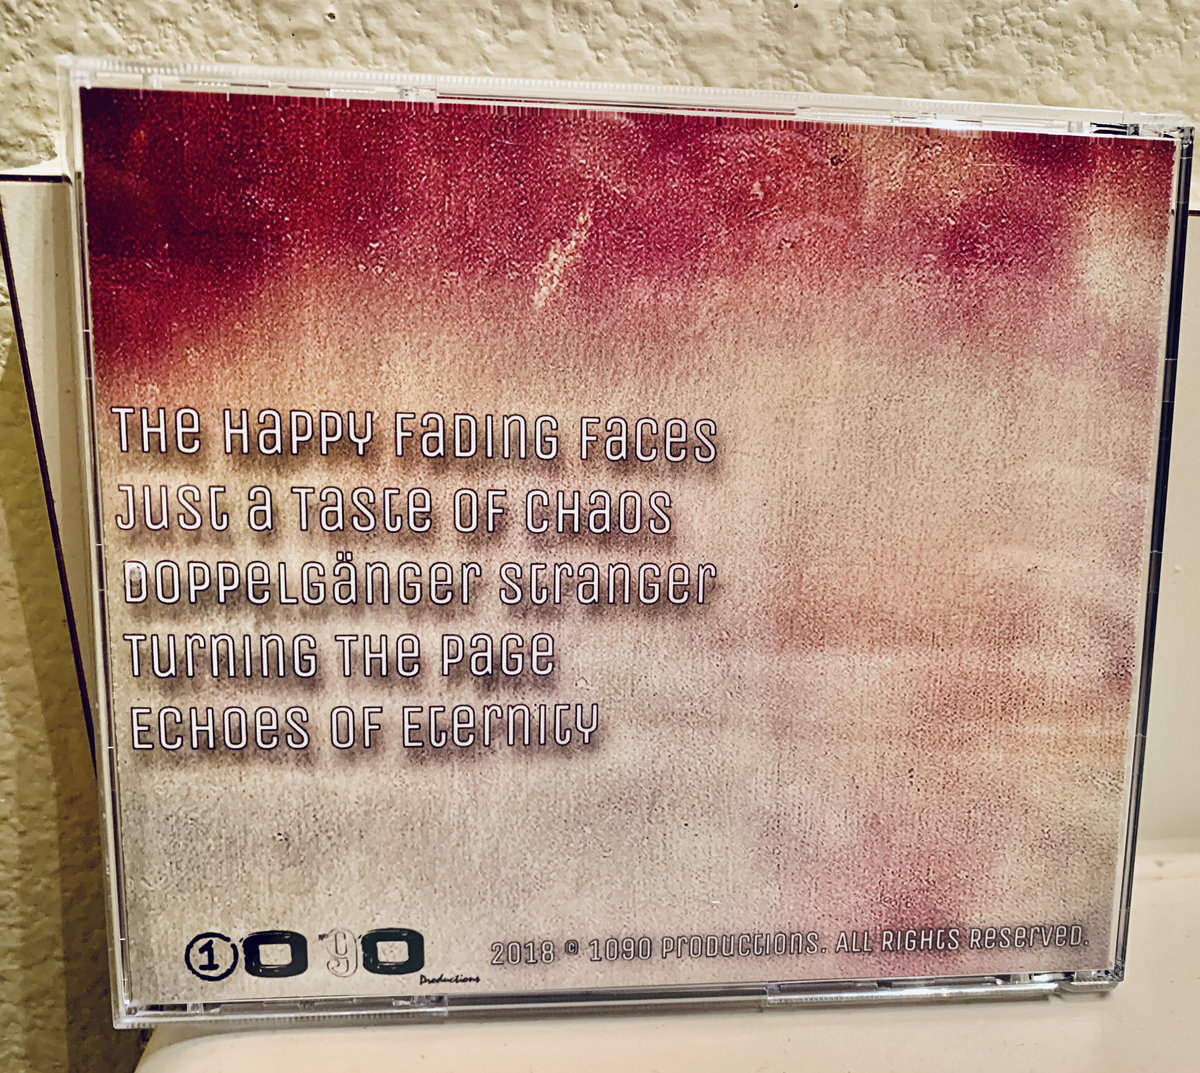 The Happy Fading Faces
Just a Taste of Chaos
Doppelgänger Stranger
Turning the Page
Echoes of Eternity
1090
Productions
2018 © 1090 Productions. All Rights Reserved.